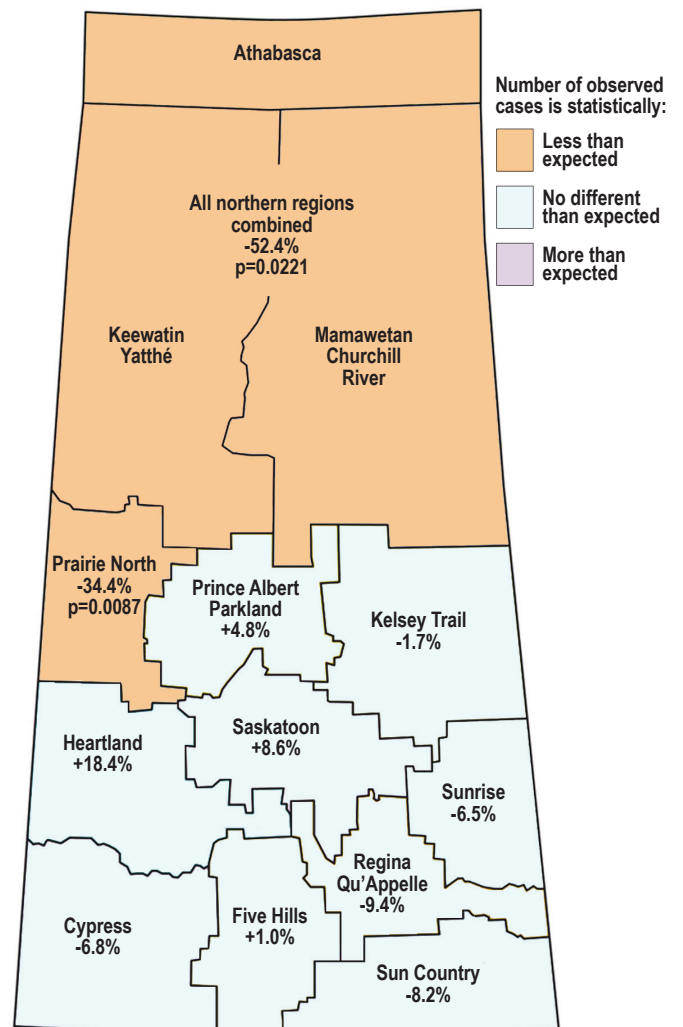 Athabasca
Number of observed
cases is statistically:
Less than
expected
No different
than expected
More than
expected
All northern regions
combined
-52.4%
p=0.0221
Keewatin
Yatthé
Mamawetan
Churchill
River
Prairie North
-34.4%
p=0.0087
Prince Albert
Parkland
+4.8%
Kelsey Trail
-1.7%
Heartland
+18.4%
Saskatoon
+8.6%
Sunrise
-6.5%
Cypress
-6.8%
Five Hills
+1.0%
Regina
Qu'Appelle
-9.4%
Sun Country
-8.2%